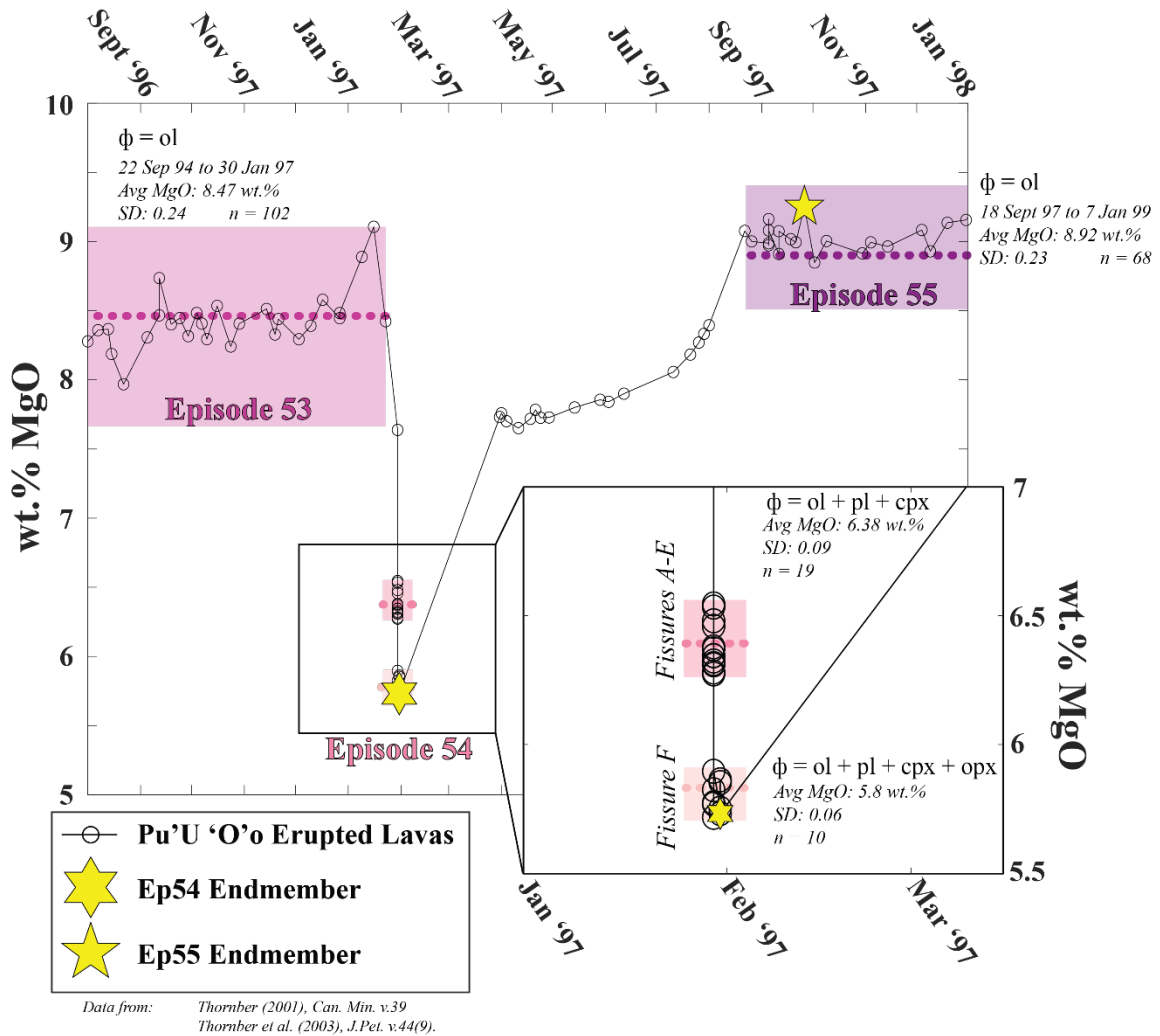 Sept ‘96
Nov ‘97
Jan ‘97
Mar ‘97
May ‘97
Jul ‘97
Sep ‘97
Nov ‘97
Jan ‘98
10
9
8
7
6
5
wt.% MgO
ϕ = ol
22 Sep 94 to 30 Jan 97
Avg MgO: 8.47 wt.%
SD: 0.24 n = 102
Episode 53
ϕ = ol
18 Sept 97 to 7 Jan 99
Avg MgO: 8.92 wt.%
SD: 0.23 n = 68
Episode 55
Episode 54
ϕ = ol + pl + cpx
Avg MgO: 6.38 wt.%
SD: 0.09
n = 19
Fissures A-E
Fissure F
ϕ = ol + pl + cpx + opx
Avg MgO: 5.8 wt.%
SD: 0.06
n = 10
7
6.5
6
5.5
wt.% MgO
Jan ‘97
Feb ‘97
Mar ‘97
Pu’U ‘O’o Erupted Lavas
Ep54 Endmember
Ep55 Endmember
Data from: Thornber (2001), Can. Min. v.39
Thornber et al. (2003), J.Pet. v.44(9).